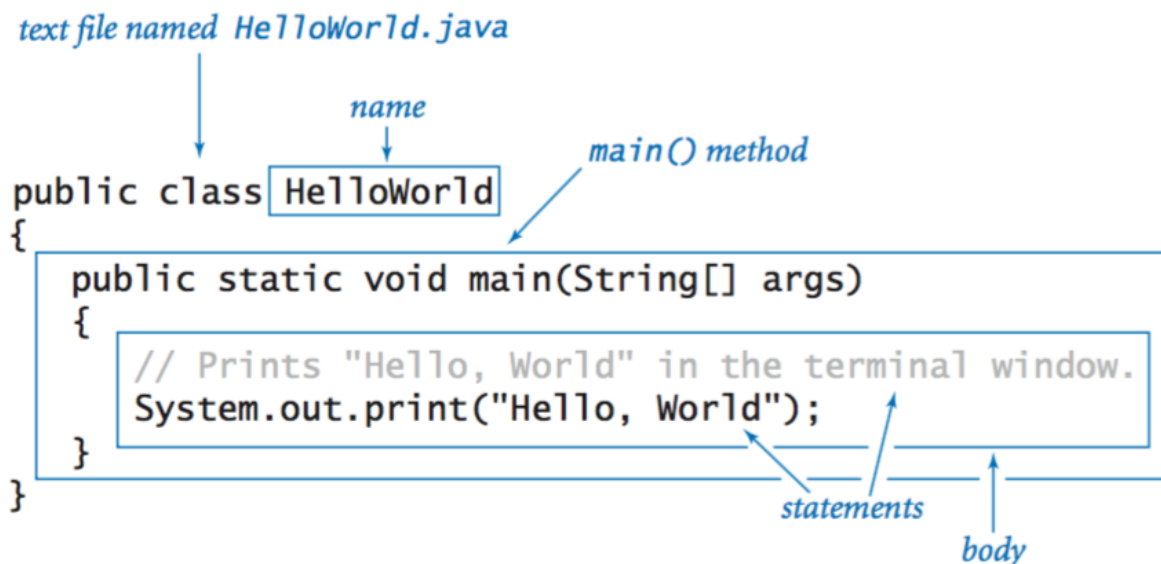 text file named HelloWorld.java
name
main() method
public class HelloWorld
{
public static void main(String[] args)
{
// Prints "Hello, World" in the terminal window.
System.out.print("Hello, World");
}
}
statements
body